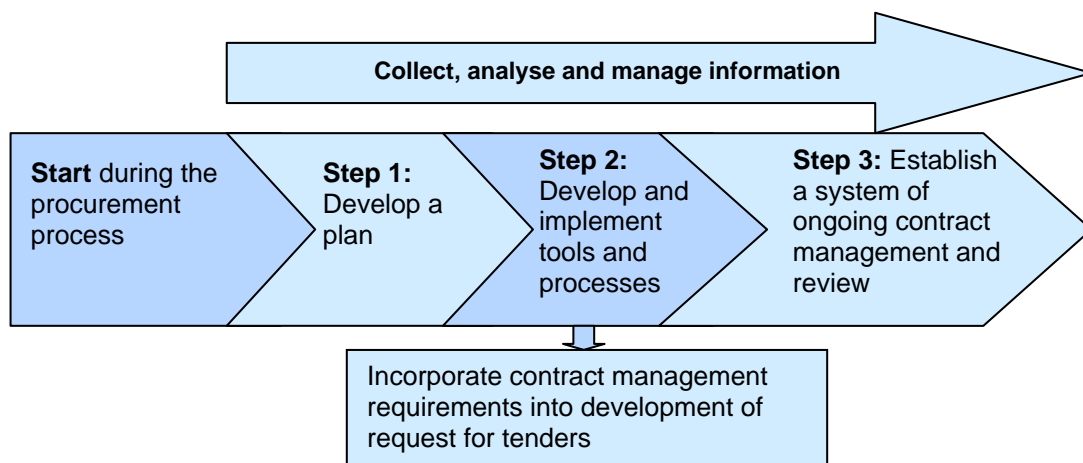 Collect, analyse and manage information
Start during the
procurement
process
Step 1:
Develop a
plan
Step 2:
Develop and
implement
tools and
processes
Step 3: Establish
a system of
ongoing contract
management and
review
Incorporate contract management
requirements into development of
request for tenders